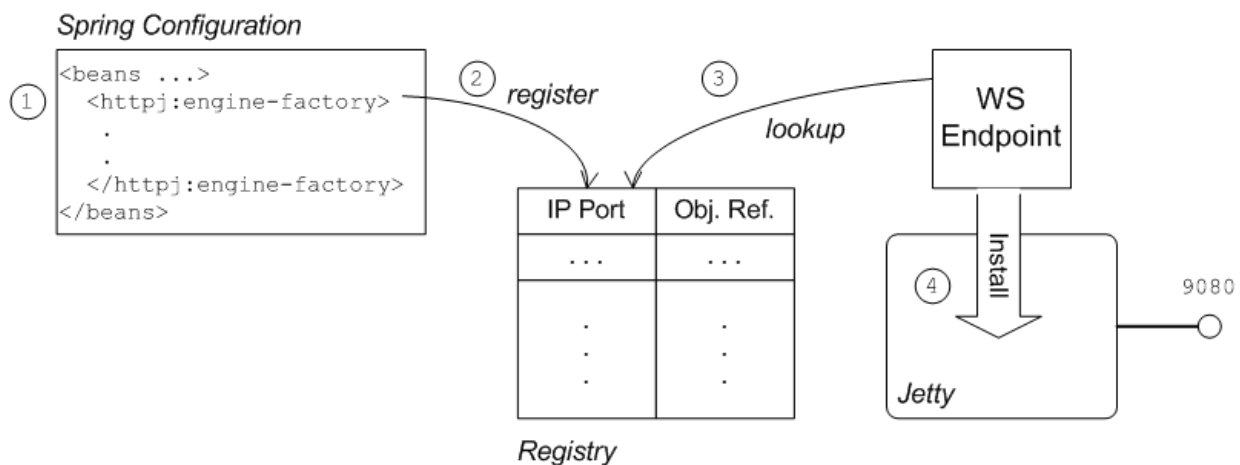 Spring Configuration
1
<beans ...>
<httpj:engine-factory>
.
.
</httpj:engine-factory>
</beans>
2
register
3
lookup
WS
Endpoint
IP Port
Obj. Ref.
...
...
.
.
.
.
.
.
Registry
Install
4
Jetty
9080